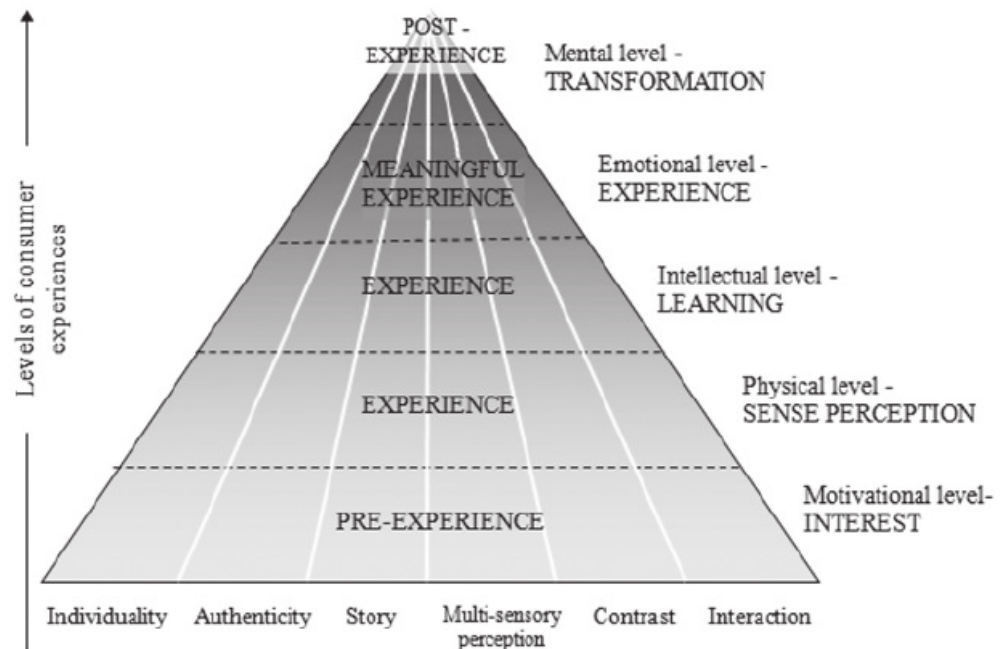 POST -
EXPERIENCE
Mental level -
TRANSFORMATION
MEANINGFUL
EXPERIENCE
Emotional level -
EXPERIENCE
EXPERIENCE
Intellectual level -
LEARNING
EXPERIENCE
Physical level -
SENSE PERCEPTION
PRE-EXPERIENCE
Motivational level-
INTEREST
Levels of consumer
experiences
Individuality
Authenticity
Story
Multi-sensory
perception
Contrast
Interaction